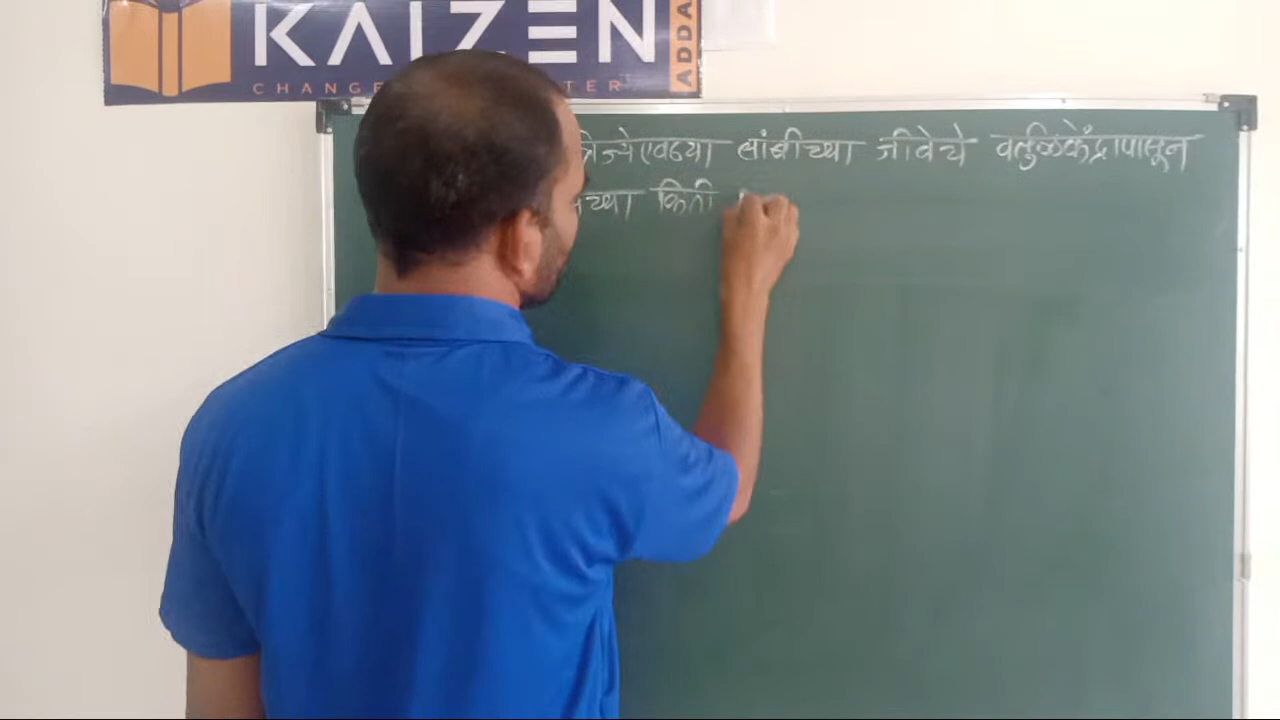 KAIZEN
ADDA
CHANGE TER
त्रिज्येएवढ्या लांबीच्या जीवेचे वर्तुळकेंद्रापासून
च्या किती